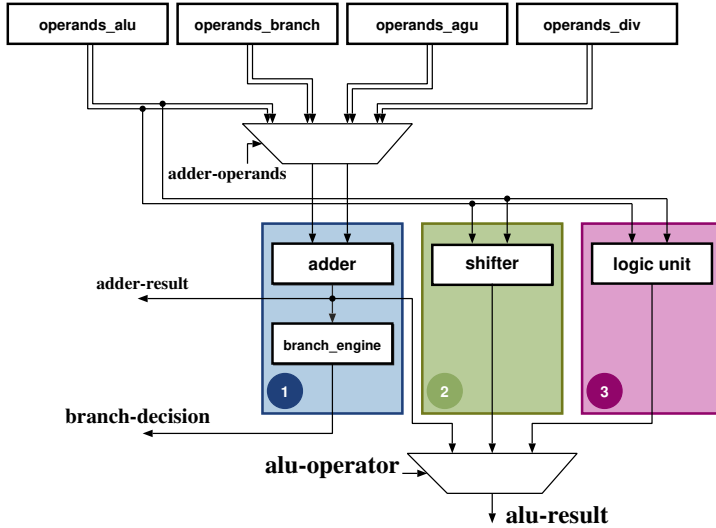 operands_alu operands_branch operands_agu operands_div
adder-operands
adder shifter logic unit
adder-result
branch_engine
1 2 3
branch-decision
alu-operator
alu-result